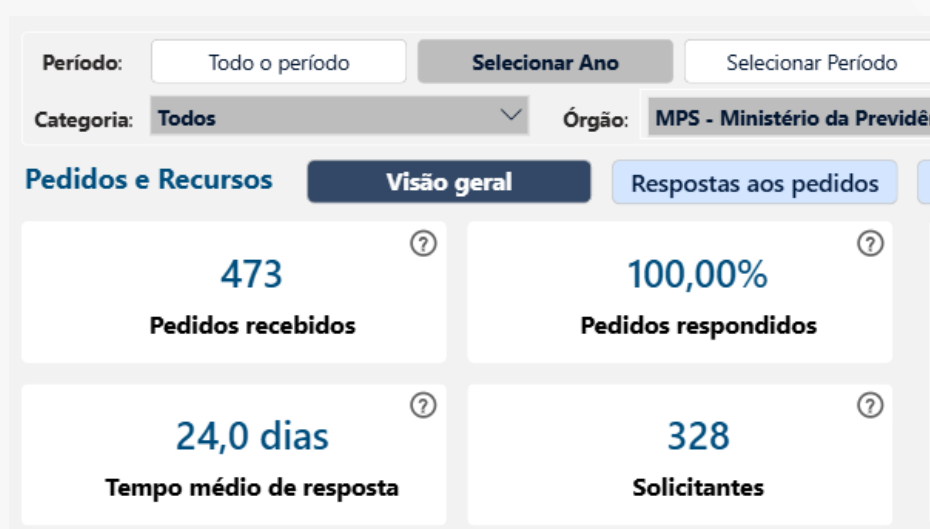 Período: Todo o período Selecionar Ano Selecionar Período
Categoria: Todos Órgão: MPS - Ministério da
Pedidos e Recursos Visão geral Respostas aos pedidos
473
Pedidos recebidos
100,00%
Pedidos respondidos
24,0 dias
Tempo médio de resposta
328
Solicitantes